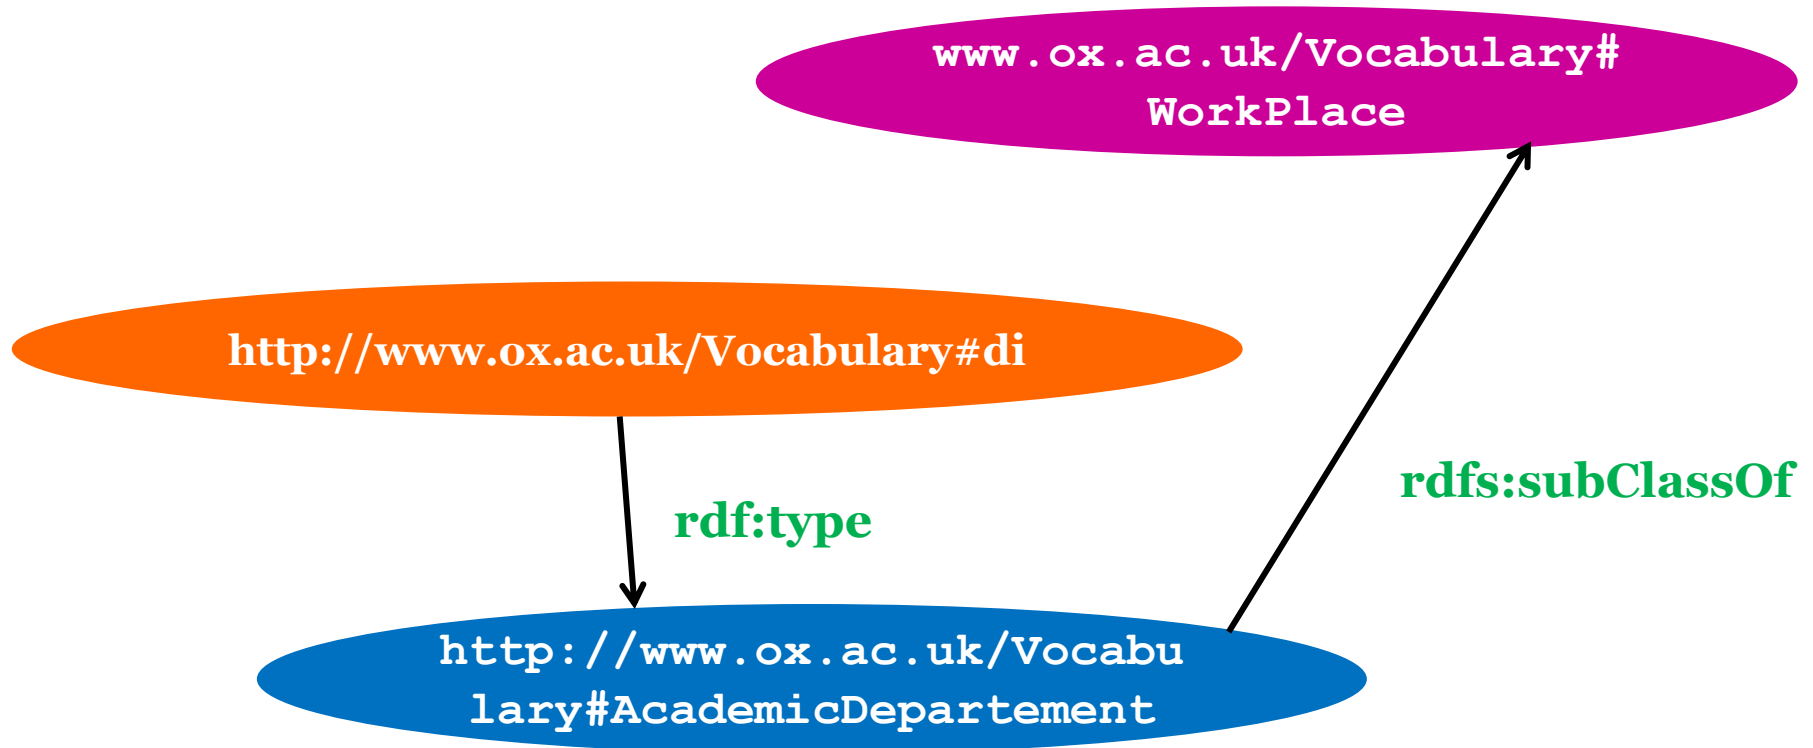 www.ox.ac.uk/Vocabulary#
WorkPlace
http://www.ox.ac.uk/Vocabulary#di
rdfs:subClassOf
rdf:type
http://www.ox.ac.uk/Vocabu
lary#AcademicDepartement